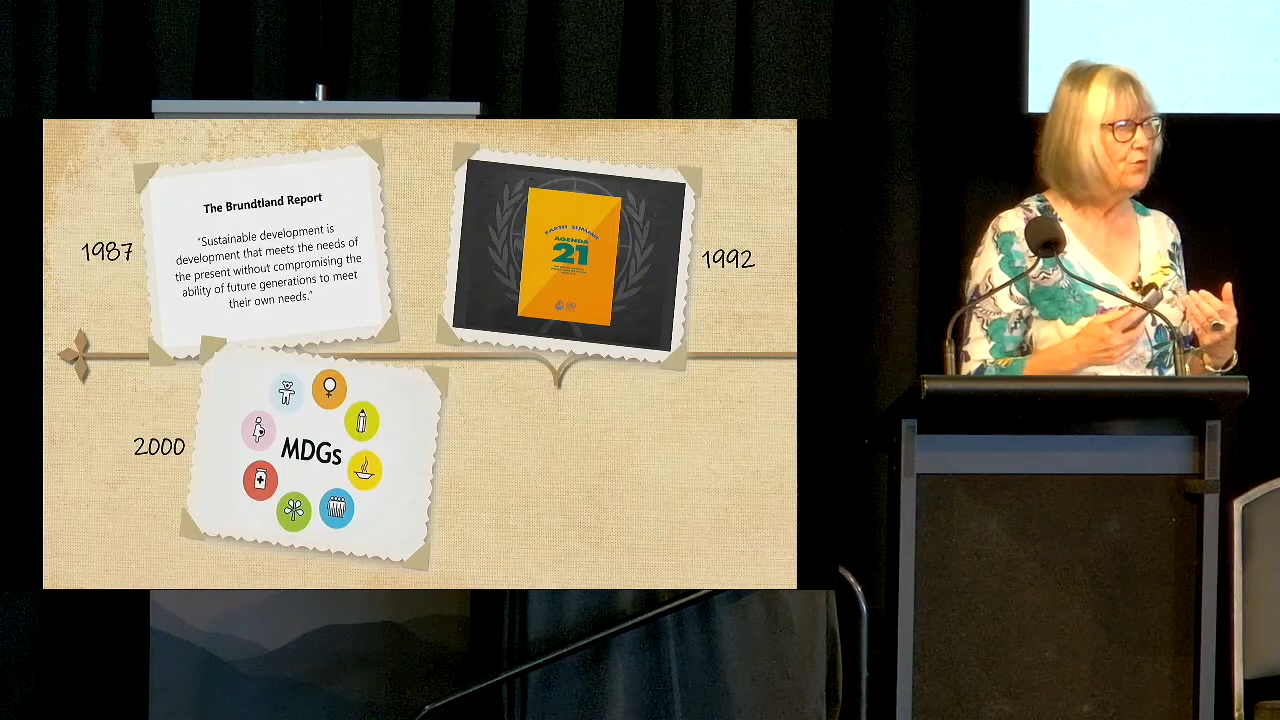 The Brundtland Report
"Sustainable development is
development that meets the needs of
the present without compromising the
ability of future generations to meet
their own needs."
1987
EARTH SUMMIT
AGENDA
21
1992
2000
MDGs